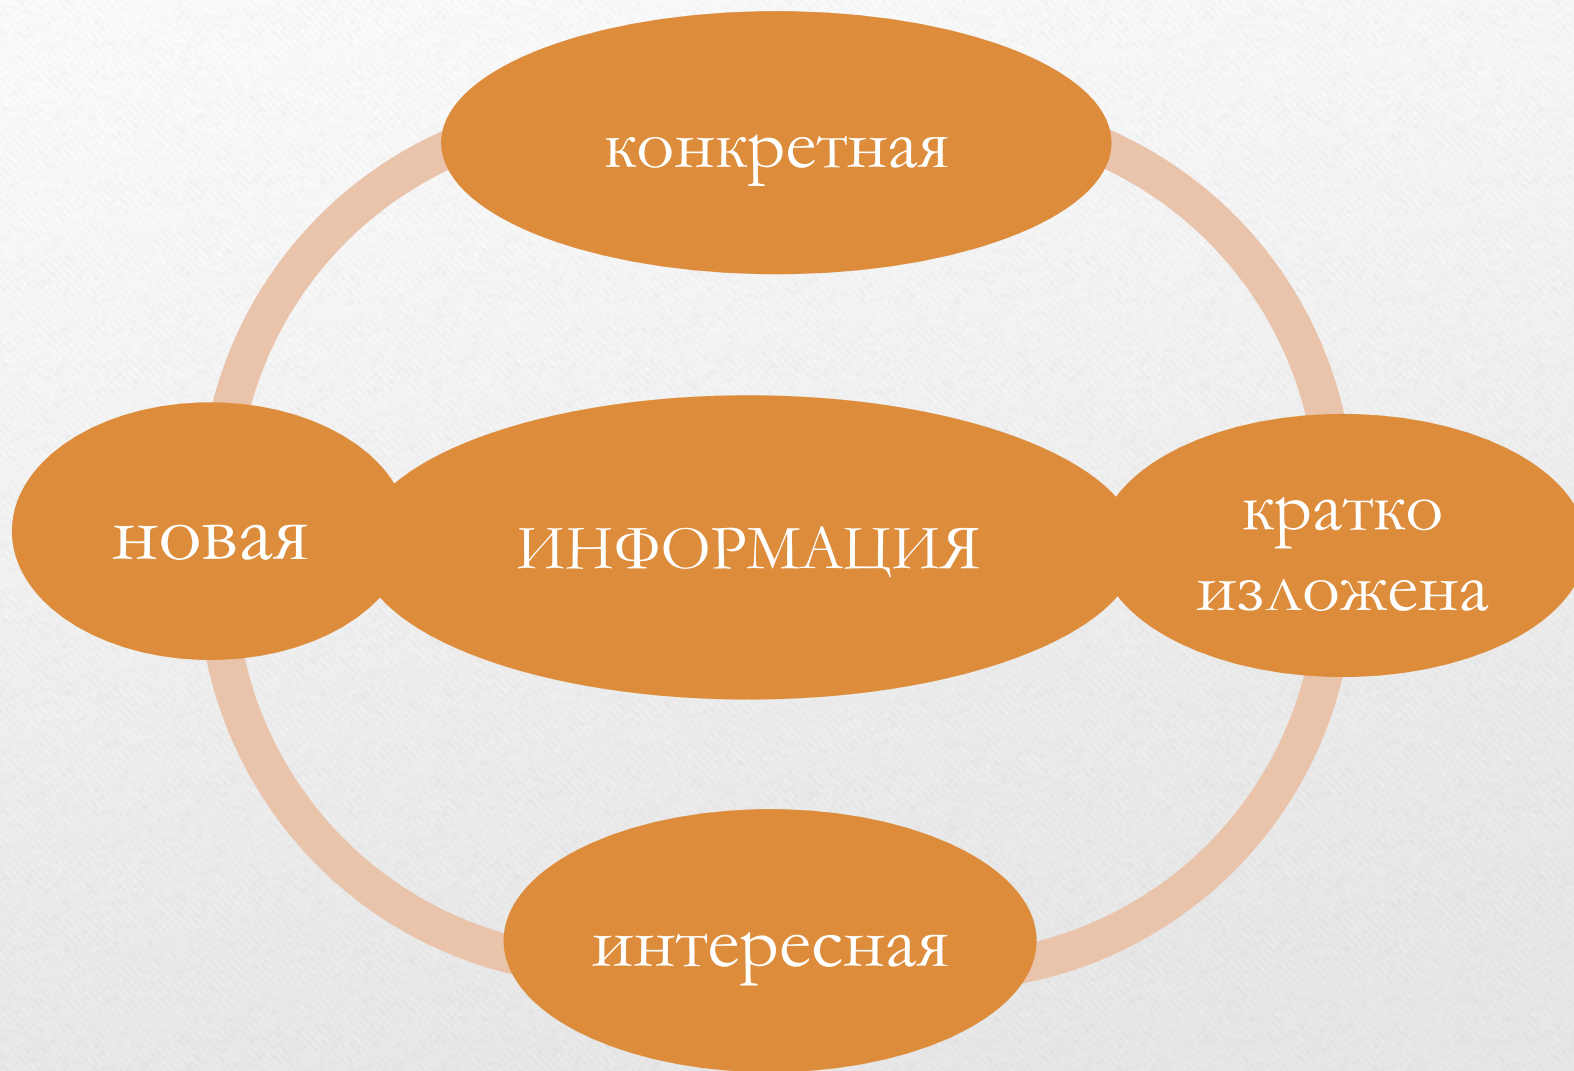 конкретная
новая
ИНФОРМАЦИЯ
кратко
изложена
интересная